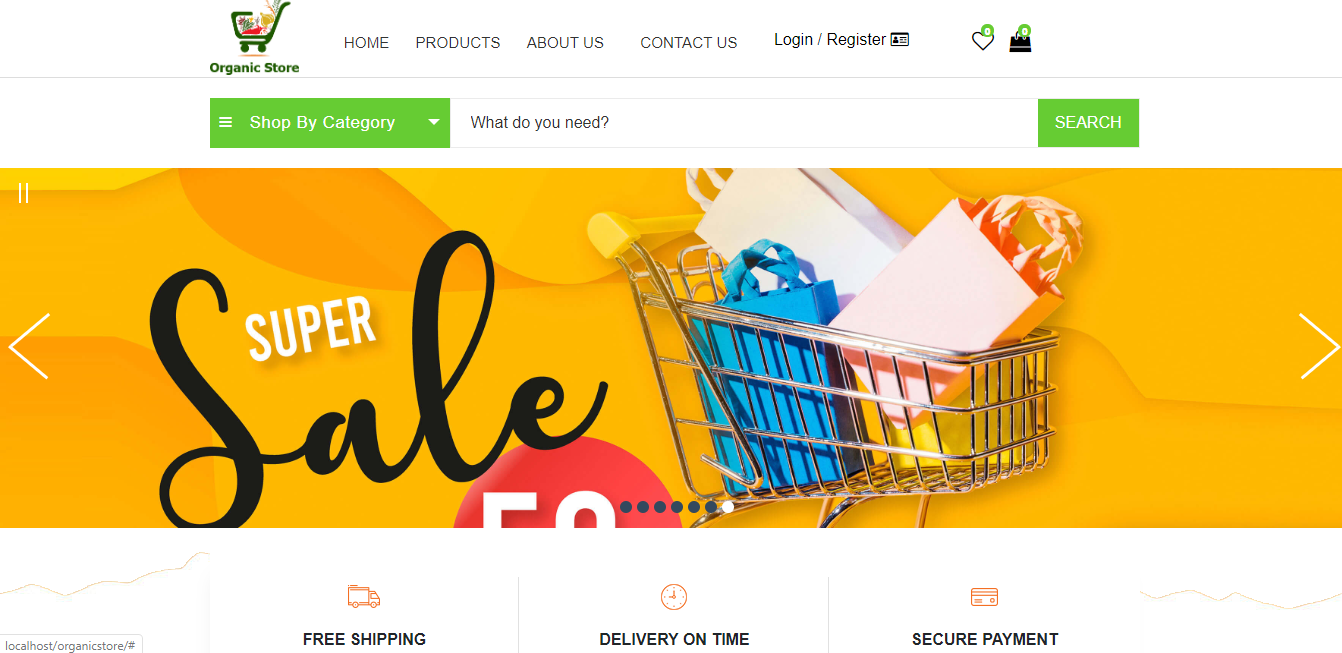 Organic Store
HOME PRODUCTS ABOUT US CONTACT US Login / Register 0 0
Shop By Category What do you need? SEARCH
SUPER
Sale
50
FREE SHIPPING DELIVERY ON TIME SECURE PAYMENT
localhost/organicstore/#